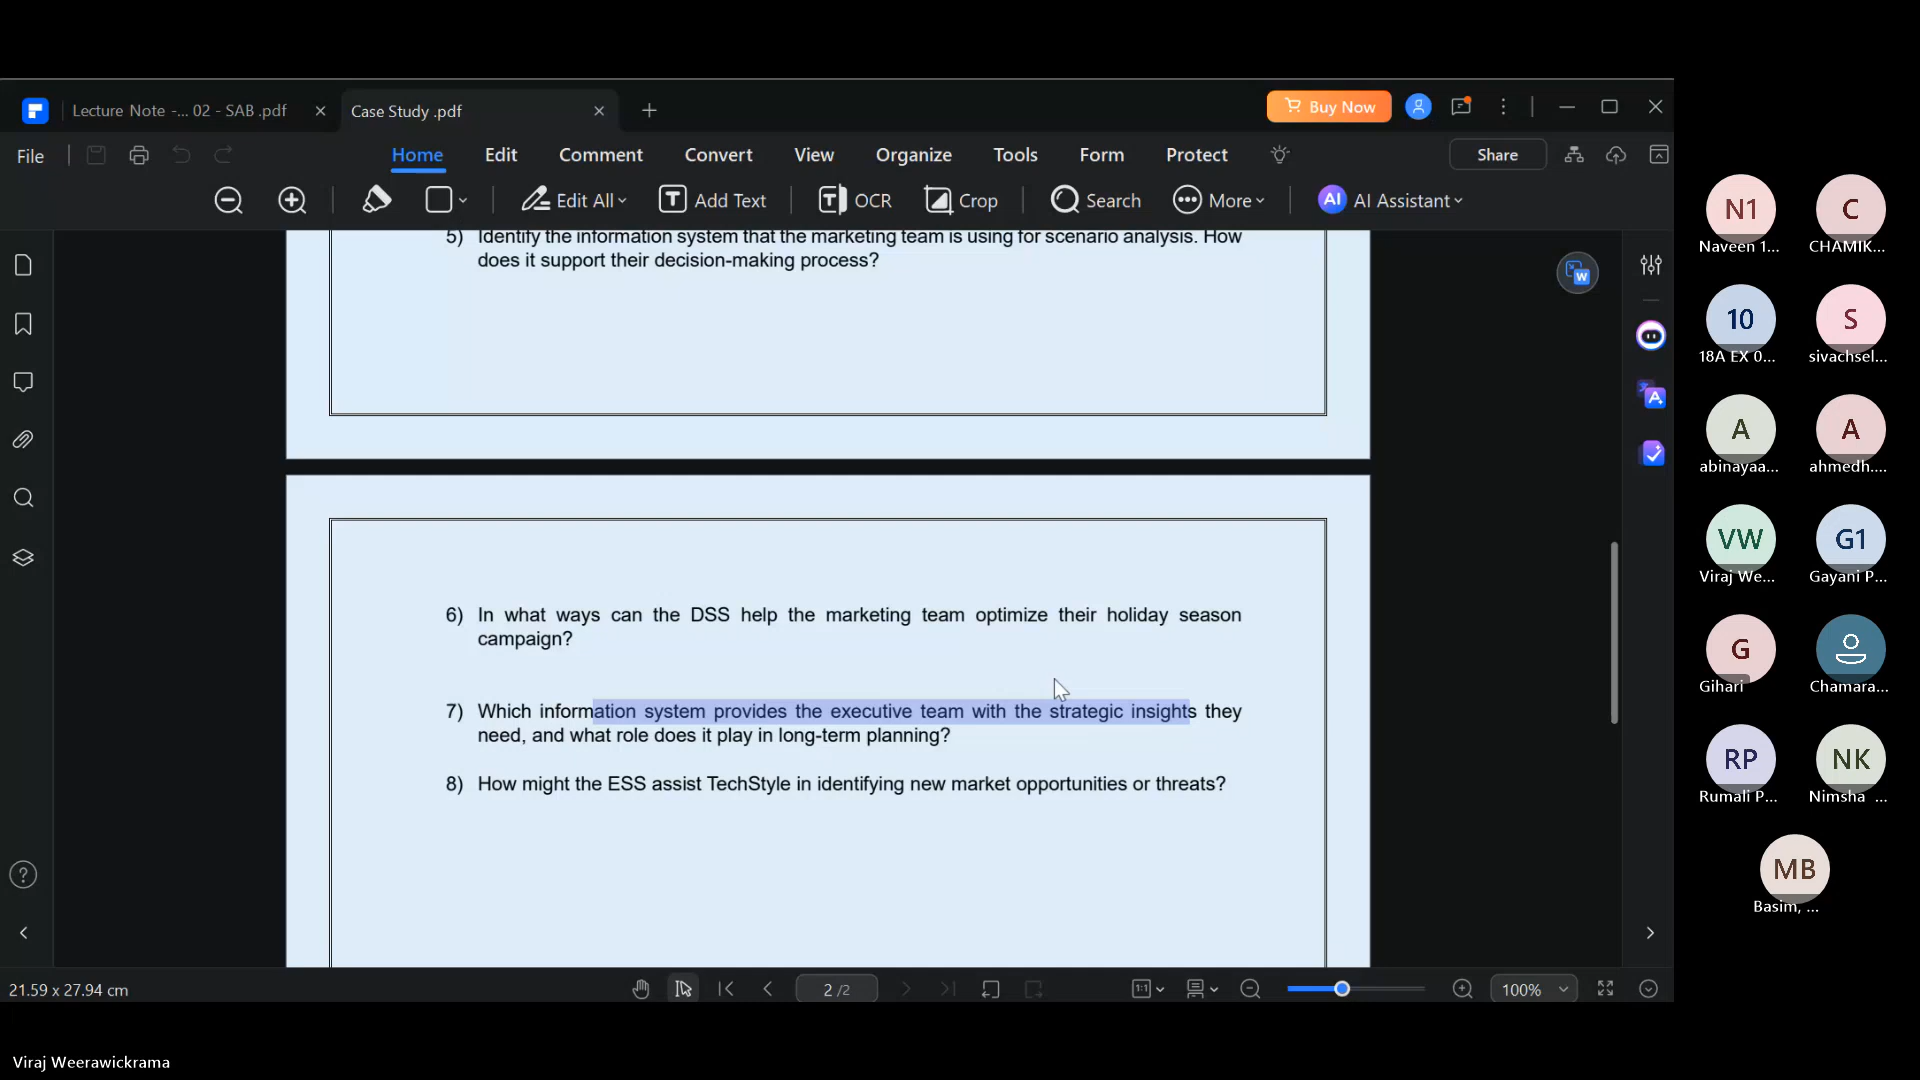 Lecture Note -... 02 - SAB .pdf
Case Study .pdf
Buy Now
File
Home
Edit
Comment
Convert
View
Organize
Tools
Form
Protect
Share
Edit All
Add Text
OCR
Crop
Search
More
AI
AI Assistant
5) Identify the information system that the marketing team is using for scenario analysis. How
does it support their decision-making process?
6) In what ways can the DSS help the marketing team optimize their holiday season
campaign?
7) Which information system provides the executive team with the strategic insights they
need, and what role does it play in long-term planning?
8) How might the ESS assist TechStyle in identifying new market opportunities or threats?
21.59 x 27.94 cm
2 /2
1:1
100%
N1
Naveen 1...
C
CHAMIK...
10
18A EX 0...
S
sivachsel...
A
abinayaa...
A
ahmedh....
VW
Viraj We...
G1
Gayani P...
G
Gihari
Chamara...
RP
Rumali P...
NK
Nimsha ...
MB
Basim, ...
Viraj Weerawickrama